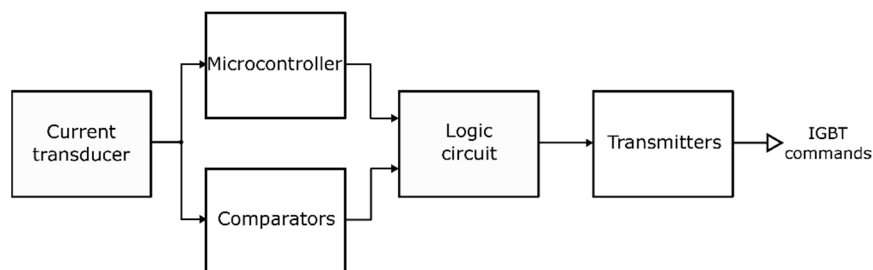 Microcontroller
Current
transducer
Logic
circuit
Transmitters
IGBT
commands
Comparators